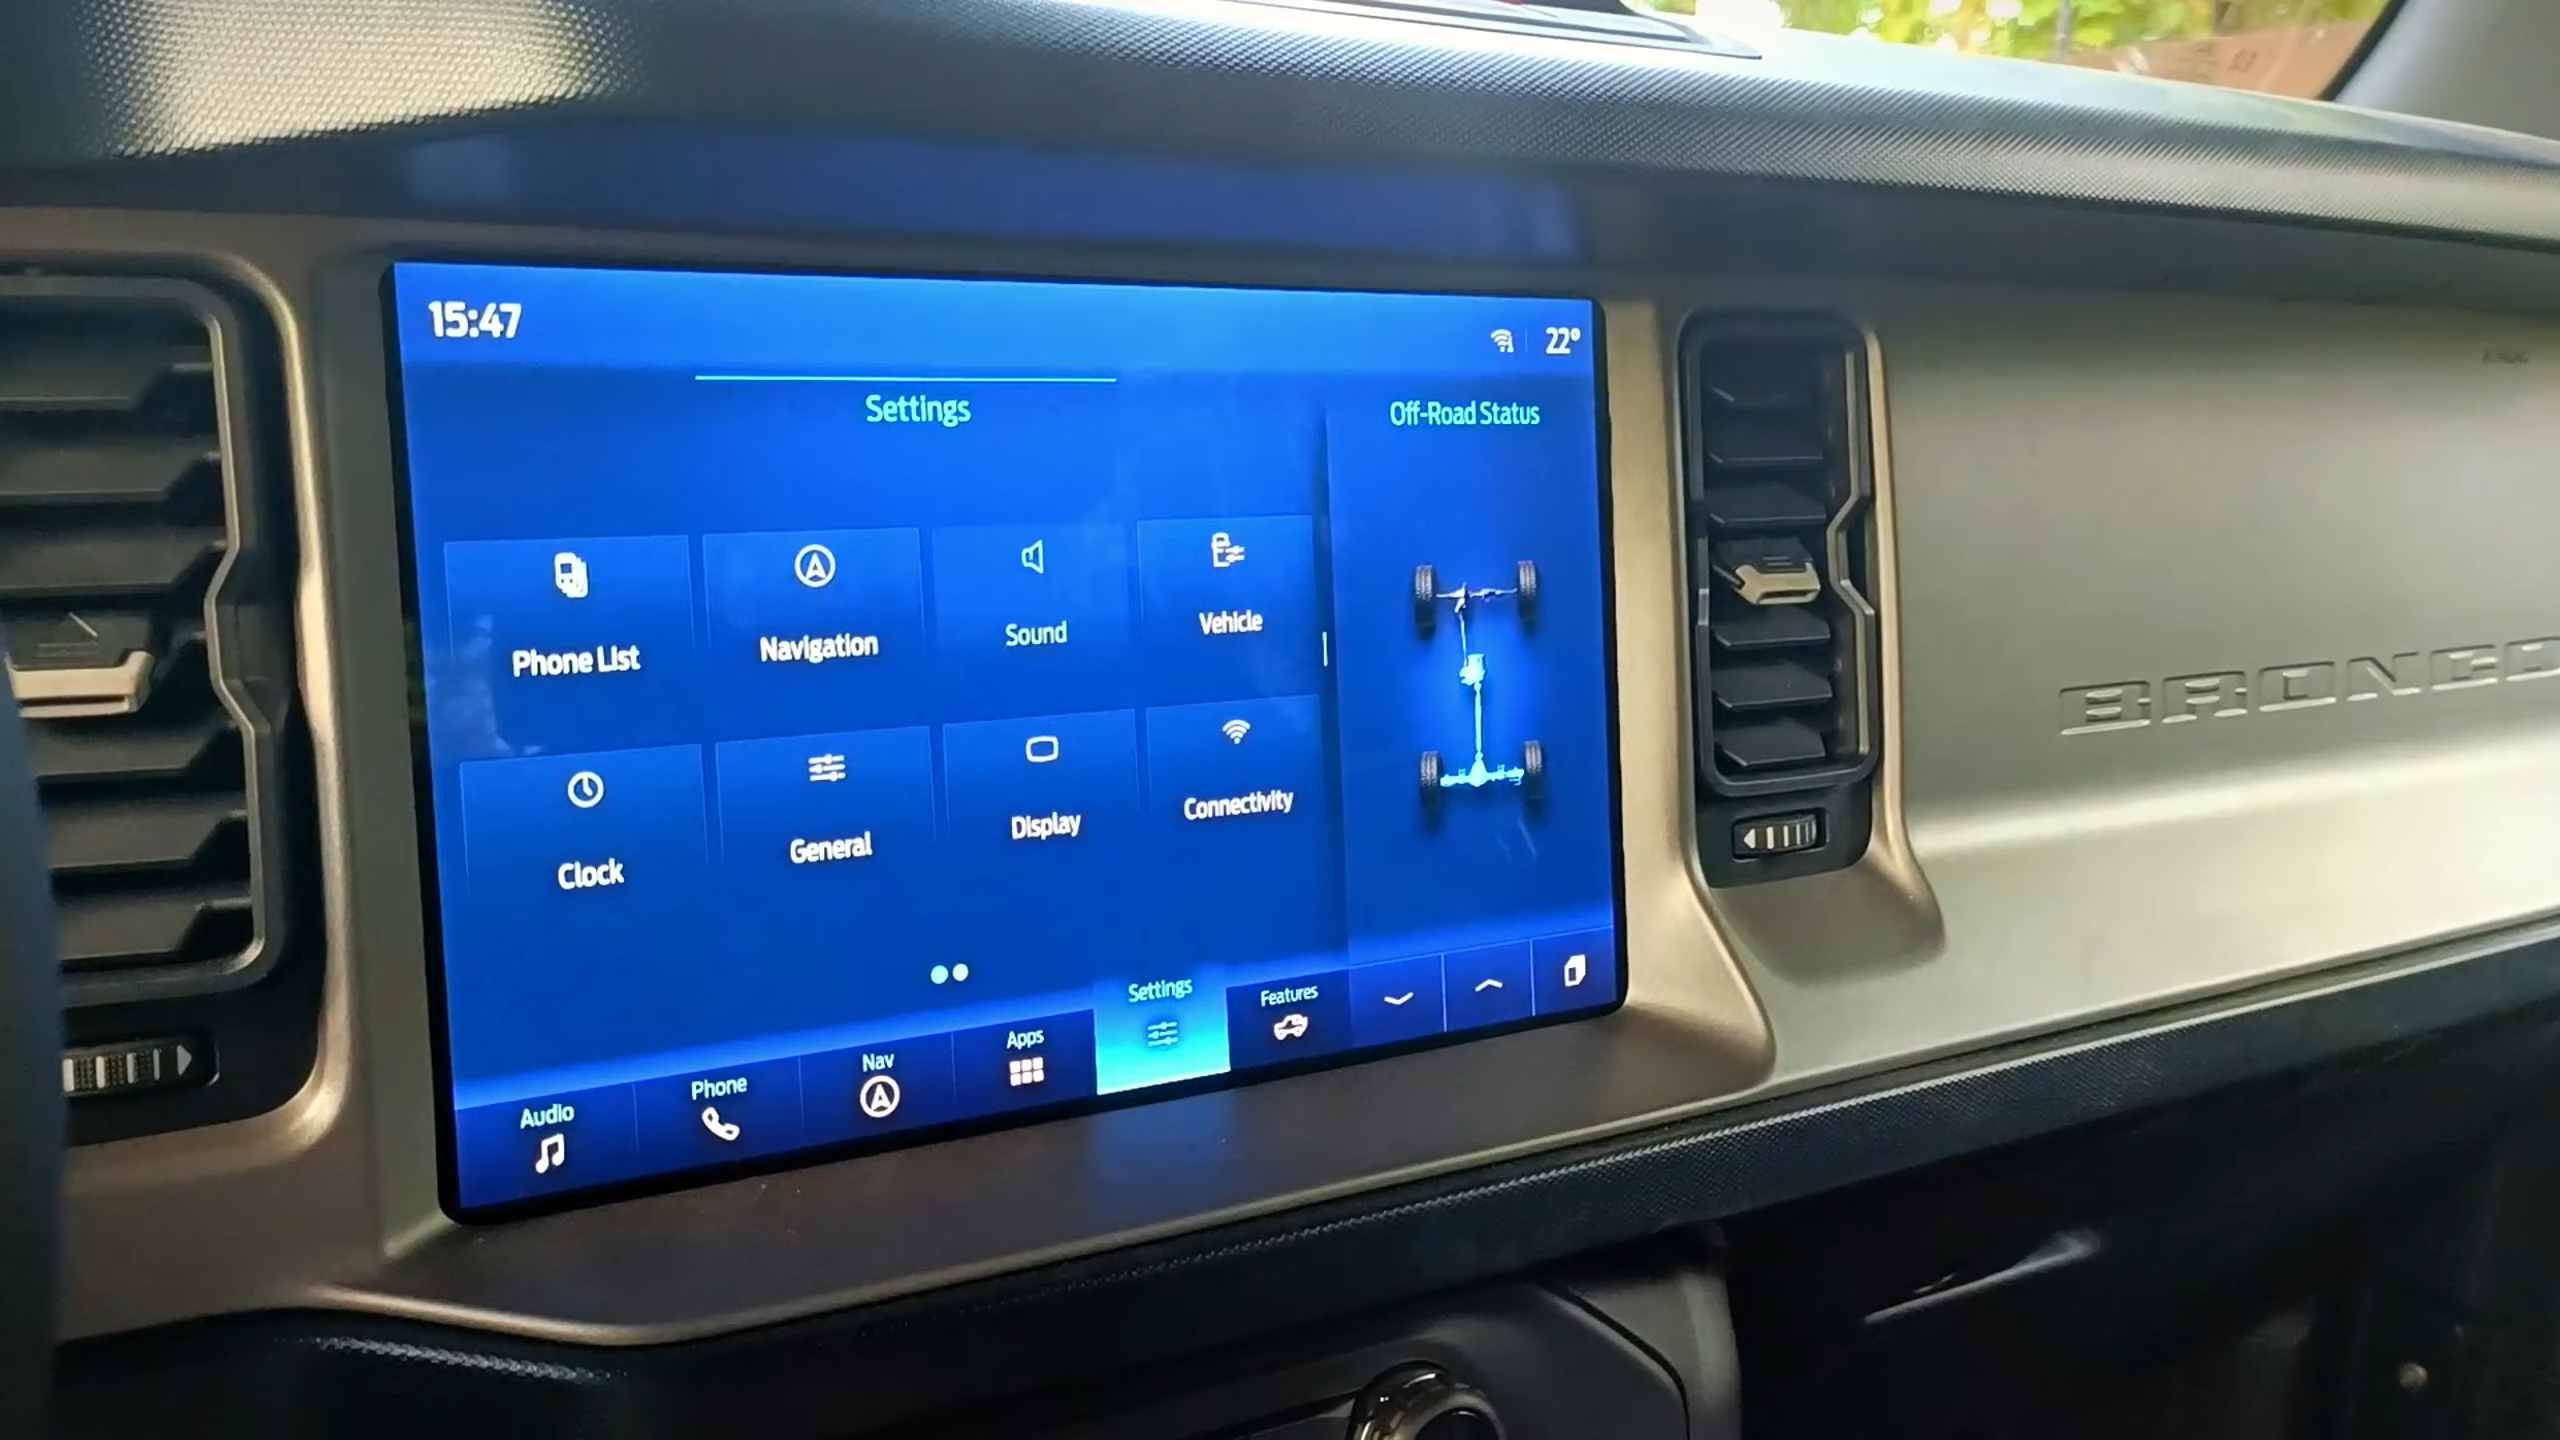 15:47
22°
Settings
Off-Road Status
Phone List
Navigation
Sound
Vehicle
Clock
General
Display
Connectivity
Audio
Phone
Nav
Apps
Settings
Features
BRONCO